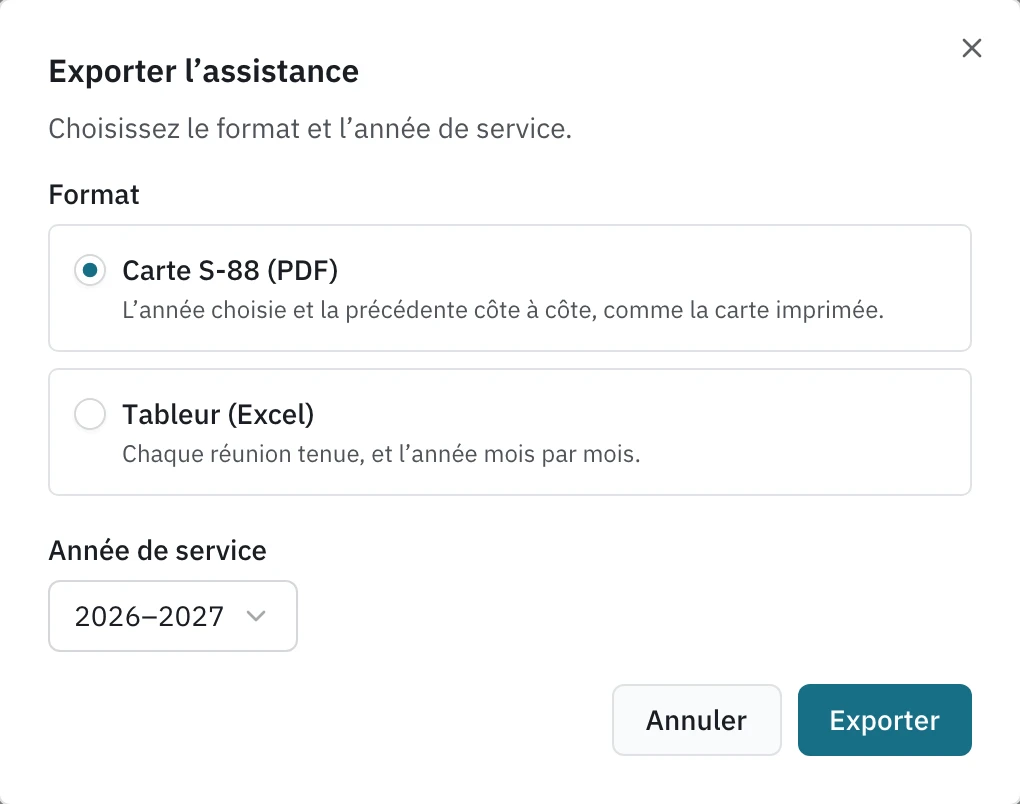 Exporter l’assistance
Choisissez le format et l’année de service.
Format
Carte S-88 (PDF)
L’année choisie et la précédente côte à côte, comme la carte imprimée.
Tableur (Excel)
Chaque réunion tenue, et l’année mois par mois.
Année de service
2026–2027
Annuler
Exporter